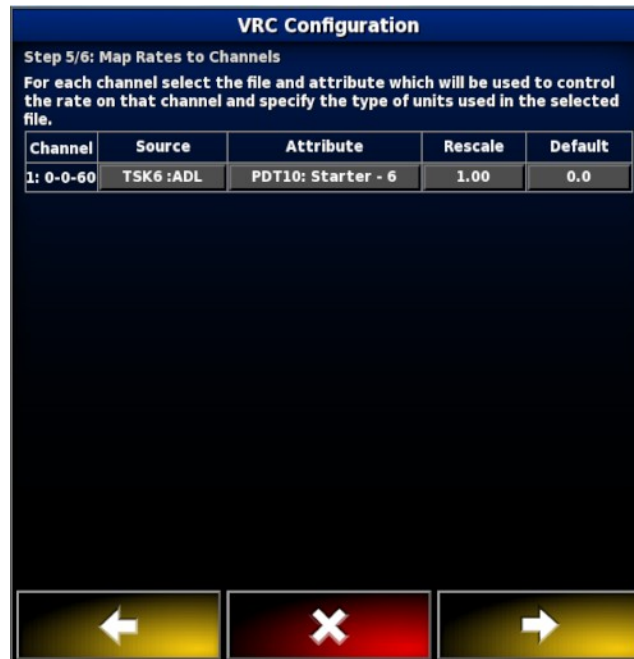 VRC Configuration
Step 5/6: Map Rates to Channels
For each channel select the file and attribute which will be used to control
the rate on that channel and specify the type of units used in the selected
file.
Channel Source Attribute Rescale Default
1: 0-0-60 TSK6 :ADL PDT10: Starter - 6 1.00 0.0